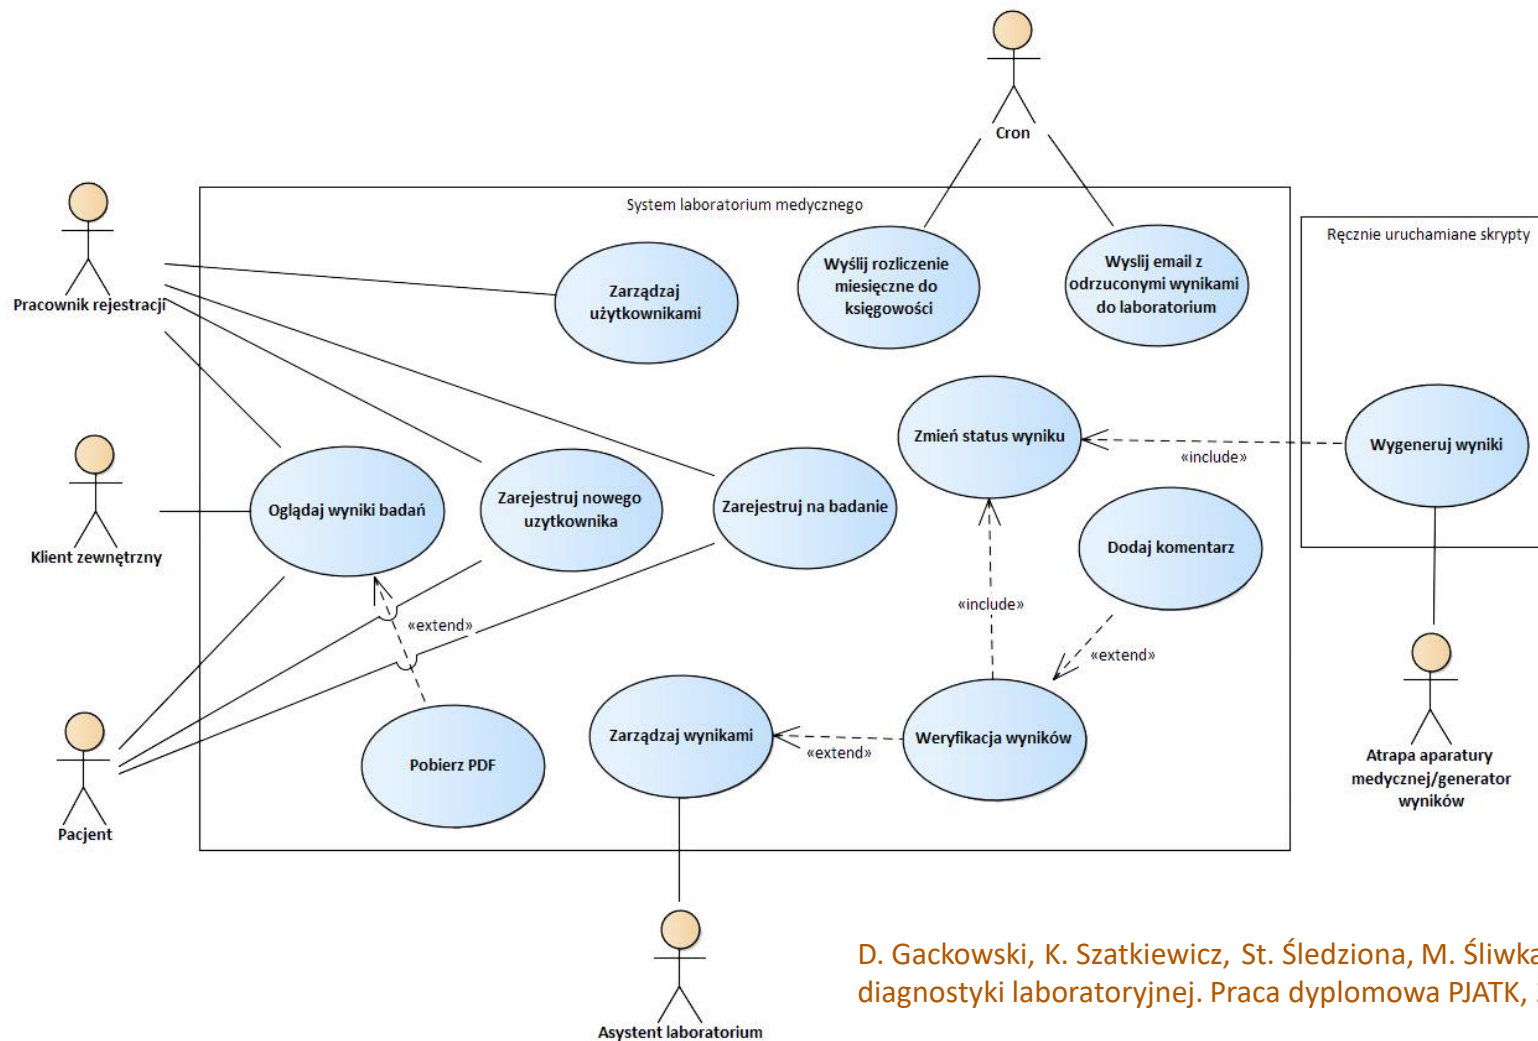 Cron
System laboratorium medycznego
Ręcznie uruchamiane skrypty
Pracownik rejestracji
Zarządzaj
użytkownikami
Wyślij rozliczenie
miesięczne do
księgowości
Wyslij email z
odrzuconymi wynikami
do laboratorium
Zmień status wyniku
«include»
Wygeneruj wyniki
Klient zewnętrzny
Oglądaj wyniki badań
Zarejestruj nowego
uzytkownika
Zarejestruj na badanie
Dodaj komentarz
«include»
«extend»
«extend»
Pacjent
Pobierz PDF
Zarządzaj wynikami
«extend»
Weryfikacja wyników
Atrapa aparatury
medycznej/generator
wyników
Asystent laboratorium
D. Gackowski, K. Szatkiewicz, St. Śledziona, M. Śliwka
diagnostyki laboratoryjnej. Praca dyplomowa PJATK,